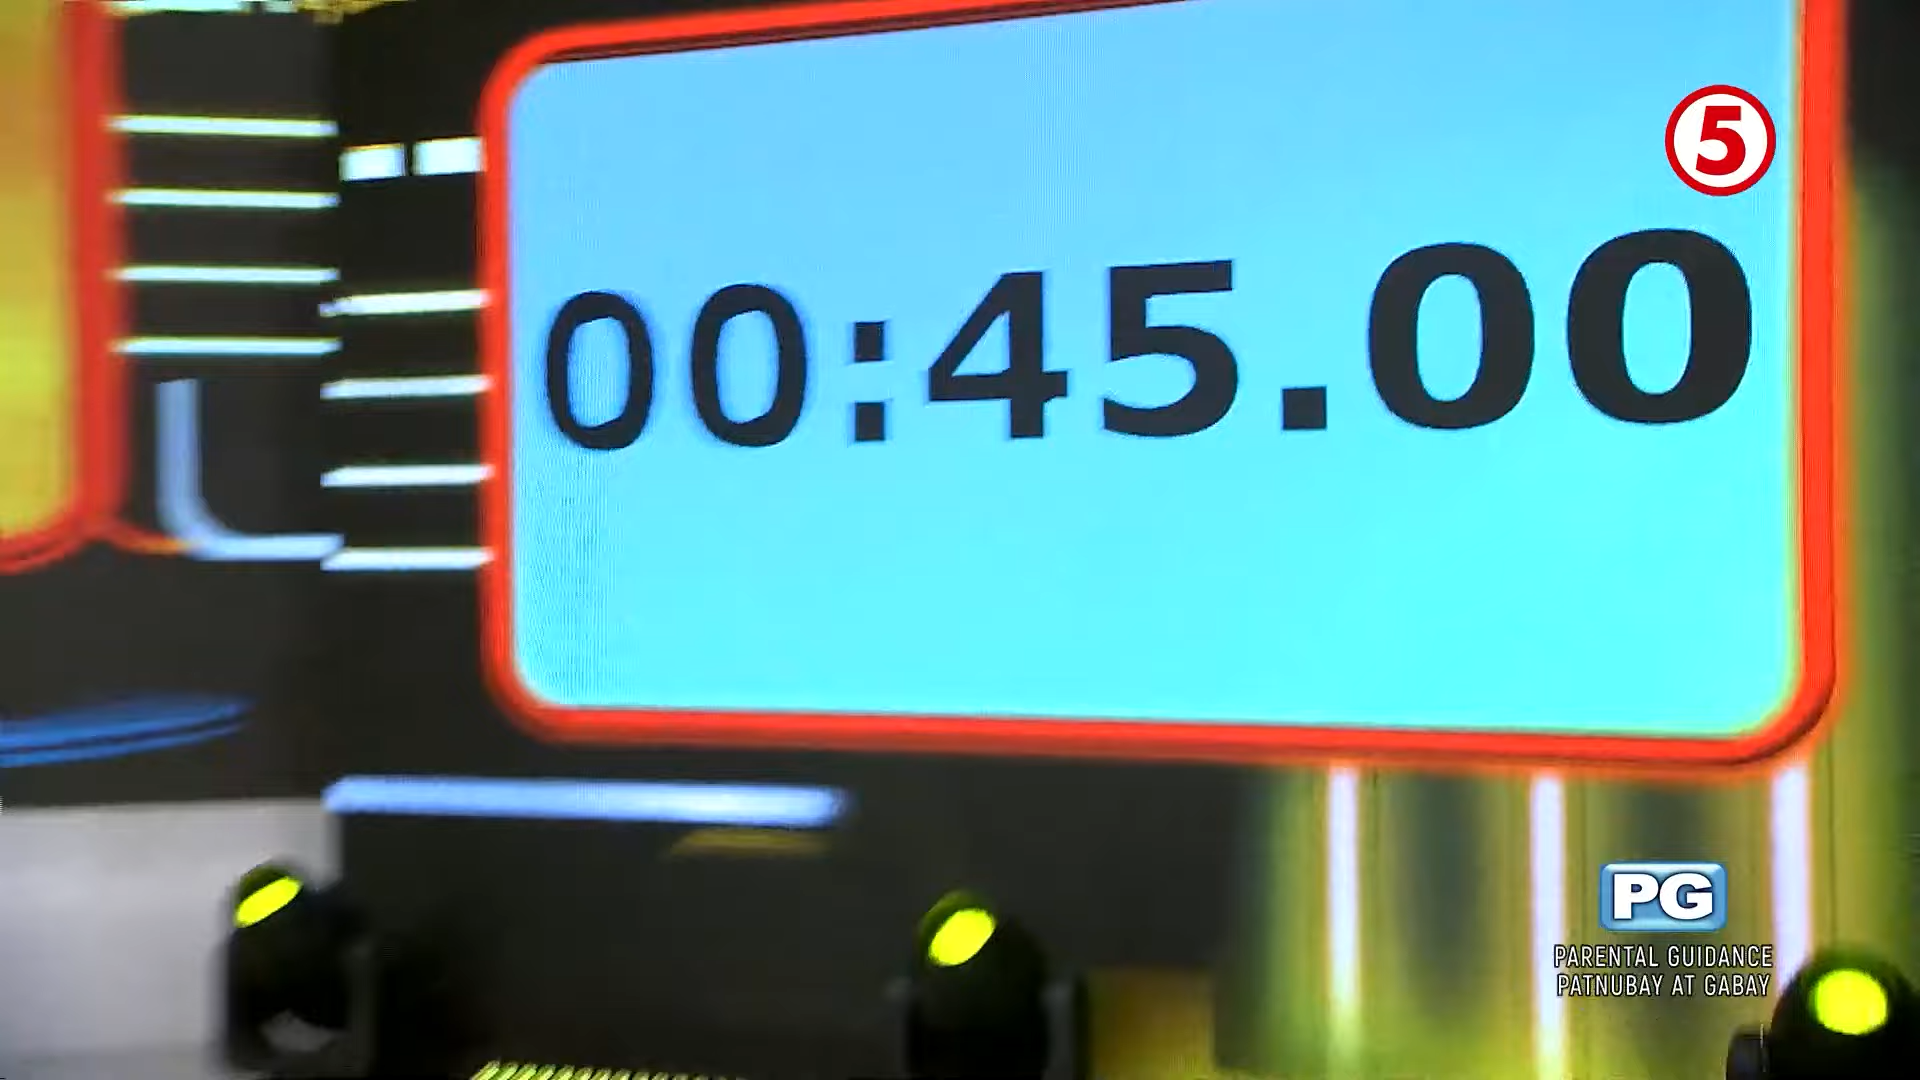 5
00:45.00
PG
PARENTAL GUIDANCE
PATNUBAY AT GABAY